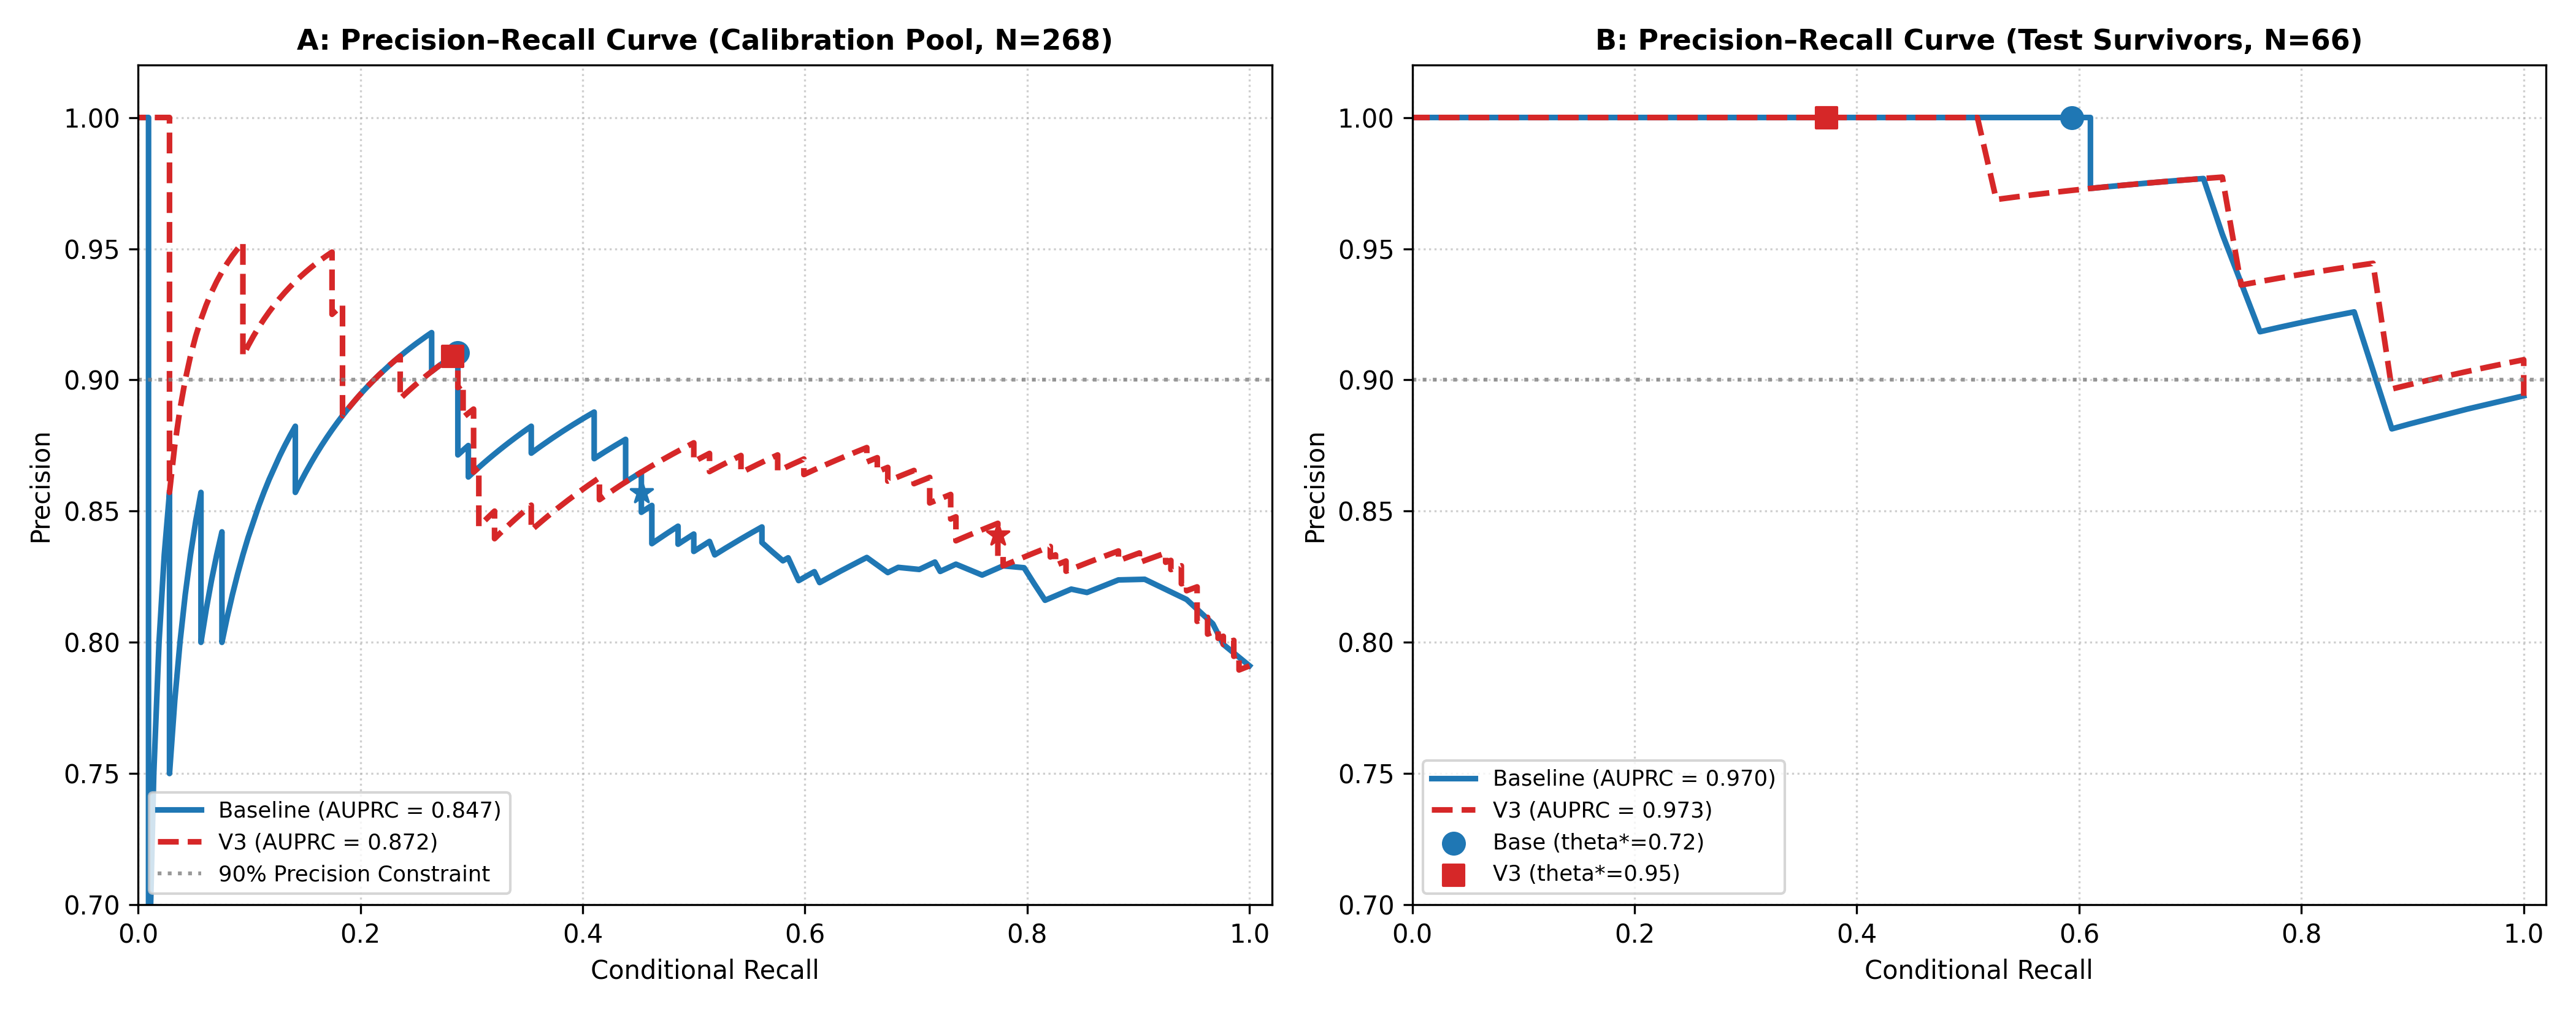 A: Precision–Recall Curve (Calibration Pool, N=268)
1.00
0.95
0.90
0.85
0.80
0.75
0.70
Precision
0.0 0.2 0.4 0.6 0.8 1.0
Conditional Recall
Baseline (AUPRC = 0.847)
V3 (AUPRC = 0.872)
90% Precision Constraint
B: Precision–Recall Curve (Test Survivors, N=66)
1.00
0.95
0.90
0.85
0.80
0.75
0.70
Precision
0.0 0.2 0.4 0.6 0.8 1.0
Conditional Recall
Baseline (AUPRC = 0.970)
V3 (AUPRC = 0.973)
Base (theta*=0.72)
V3 (theta*=0.95)